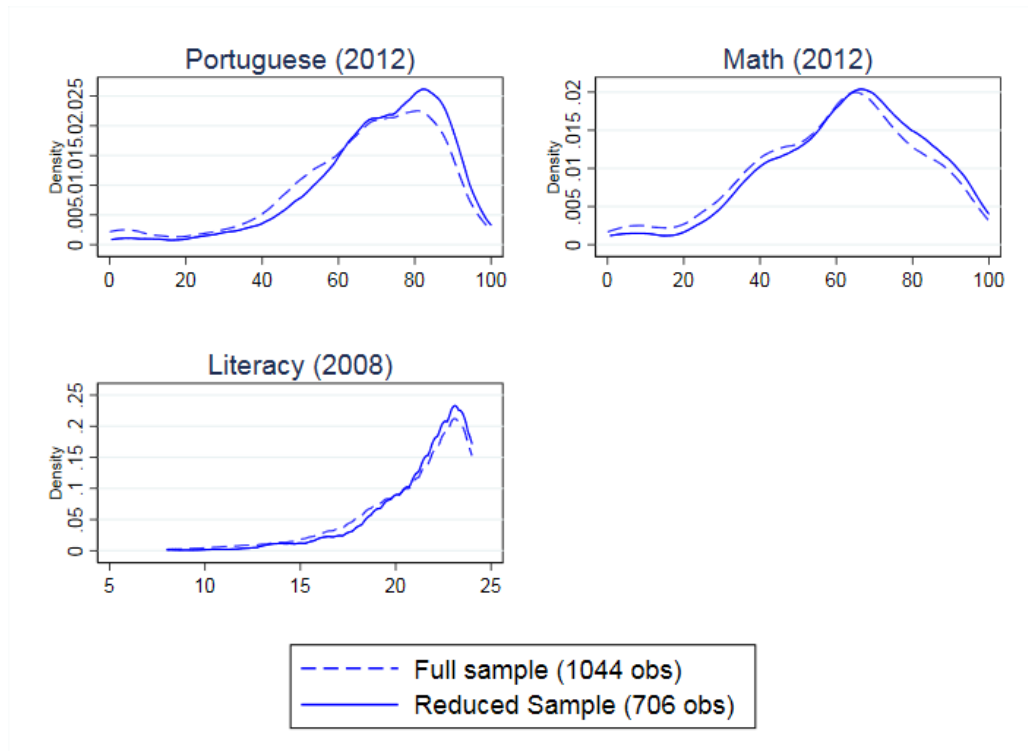 Portuguese (2012)
Density
0 .005 .01 .015 .02 .025
0 20 40 60 80 100
Math (2012)
Density
0 .005 .01 .015 .02
0 20 40 60 80 100
Literacy (2008)
Density
0 .05 .1 .15 .2 .25
5 10 15 20 25
Full sample (1044 obs)
Reduced Sample (706 obs)